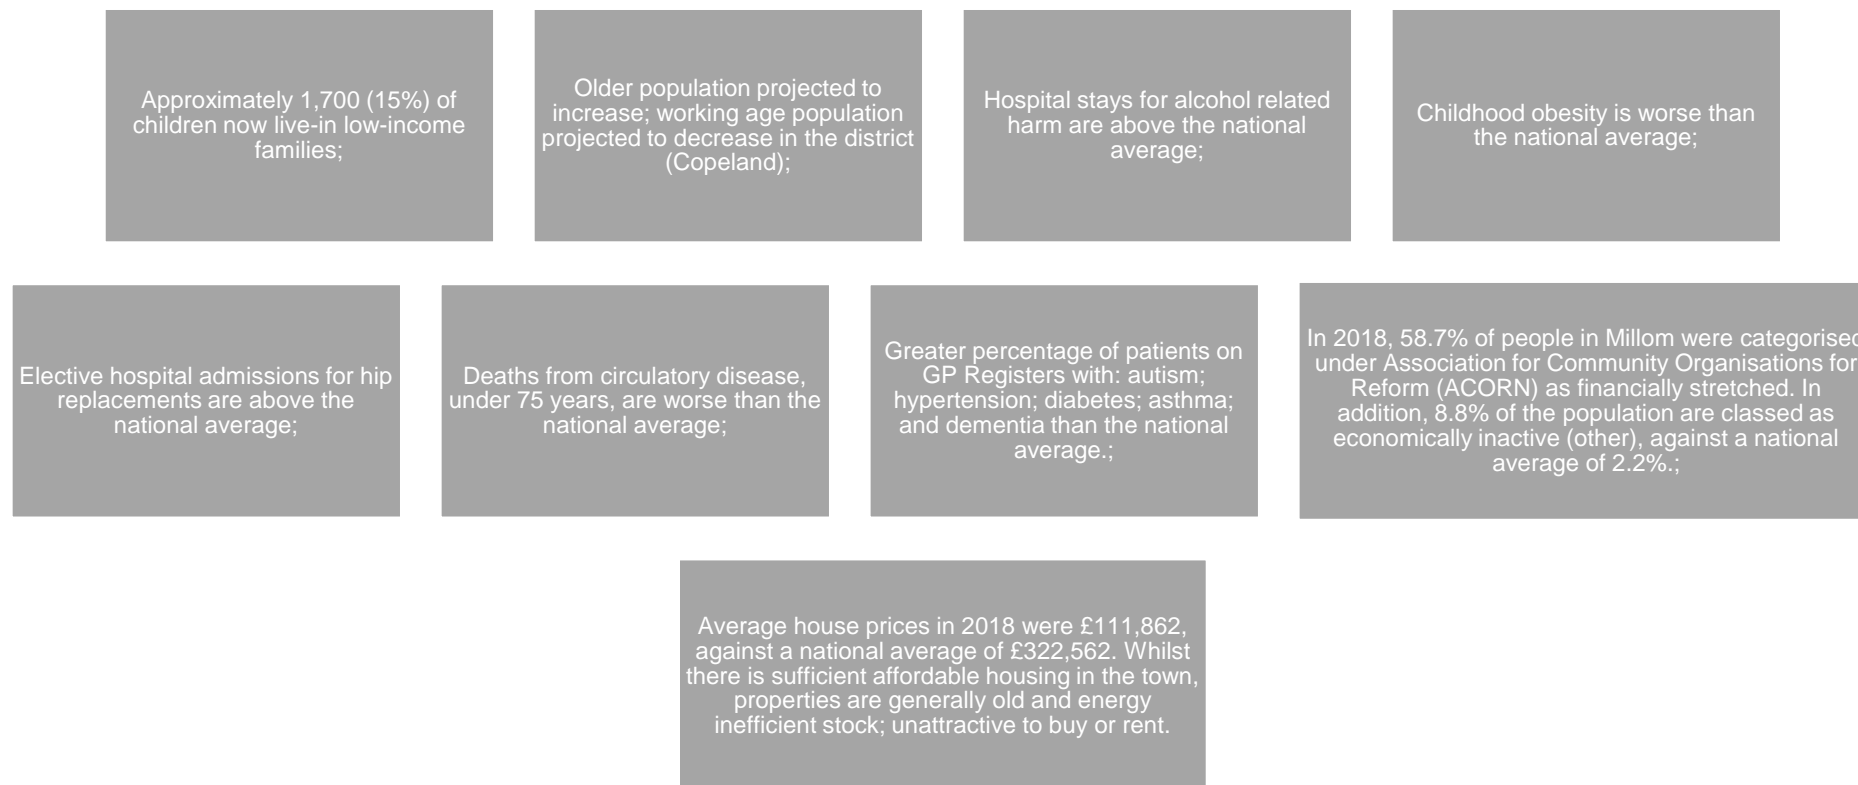 Approximately 1,700 (15%) of
children now live-in low-income
families;
Older population projected to
increase; working age population
projected to decrease in the district
(Copeland);
Hospital stays for alcohol related
harm are above the national
average;
Childhood obesity is worse than
the national average;
Elective hospital admissions for hip
replacements are above the
national average;
Deaths from circulatory disease,
under 75 years, are worse than the
national average;
Greater percentage of patients on
GP Registers with: autism;
hypertension; diabetes; asthma;
and dementia than the national
average.;
In 2018, 58.7% of people in Millom were categorised
under Association for Community Organisations for
Reform (ACORN) as financially stretched. In
addition, 8.8% of the population are classed as
economically inactive (other), against a national
average of 2.2%.;
Average house prices in 2018 were £111,862,
against a national average of £322,562. Whilst
there is sufficient affordable housing in the town,
properties are generally old and energy
inefficient stock; unattractive to buy or rent.